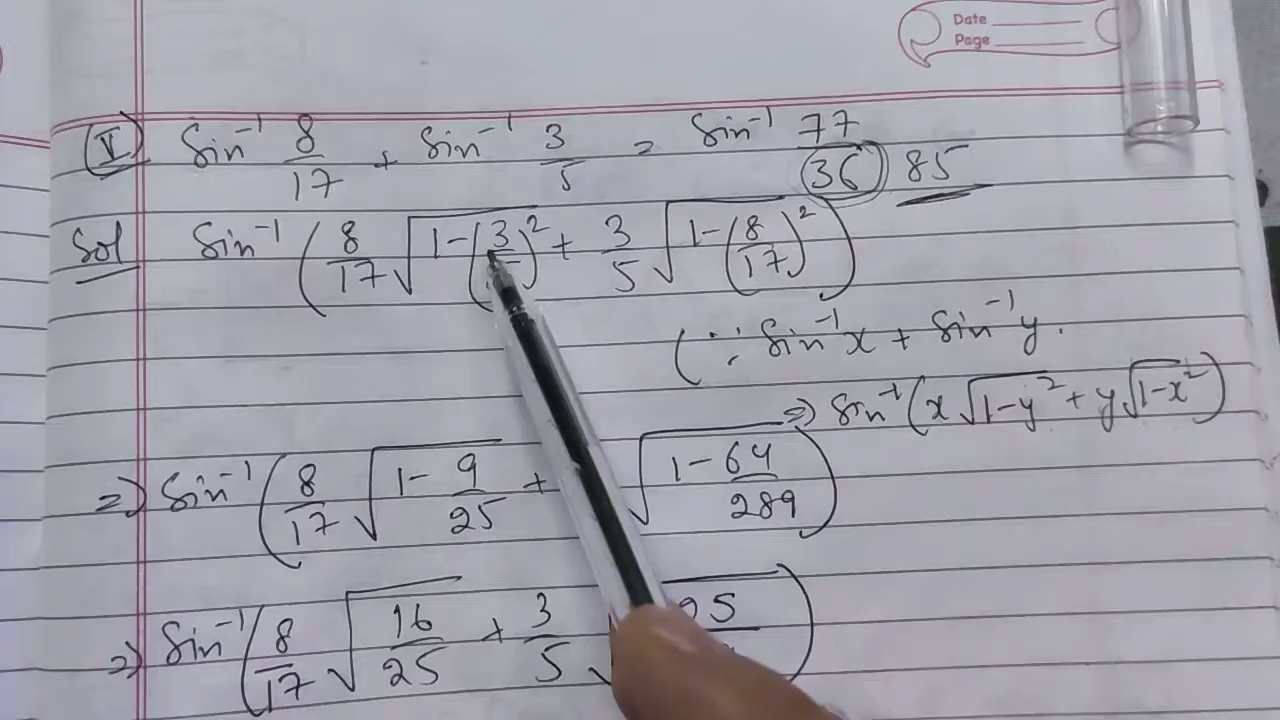 Date
Page
(V) Sin⁻¹ 8/17 + Sin⁻¹ 3/5 = Sin⁻¹ 77/(36) 85
Sol Sin⁻¹ (8/17 √(1-(3/5)²) + 3/5 √(1-(8/17)²))
(∵ Sin⁻¹x + Sin⁻¹y.
=) Sin⁻¹(x√(1-y²) + y√(1-x²))
=) Sin⁻¹(8/17 √(1-9/25) + √(1-64/289))
=) Sin⁻¹(8/17 √(16/25) + 3/5 √